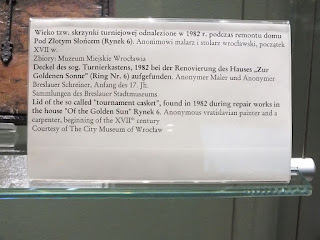 Wieko tzw. skrzynki turniejowej odnalezione w 1982 r. podczas remontu domu
Pod Złotym Słońcem (Rynek 6). Anonimowi malarz i stolarz wrocławski, początek
XVII w.
Zbiory: Muzeum Miejskie Wrocławia
Deckel des sog. Turnierkastens, 1982 bei der Renovierung des Hauses „Zur
Goldenen Sonne" (Ring Nr. 6) aufgefunden. Anonymer Maler und Anonymer
Breslauer Schreiner, Anfang des 17. Jh.
Sammlungen des Breslauer Stadtmuseums
Lid of the so called "tournament casket", found in 1982 during repair works in
the house "Of the Golden Sun" Rynek 6. Anonymous vratislavian painter and a
carpenter, beginning of the XVIIth century
Courtesy of The City Museum of Wrocław